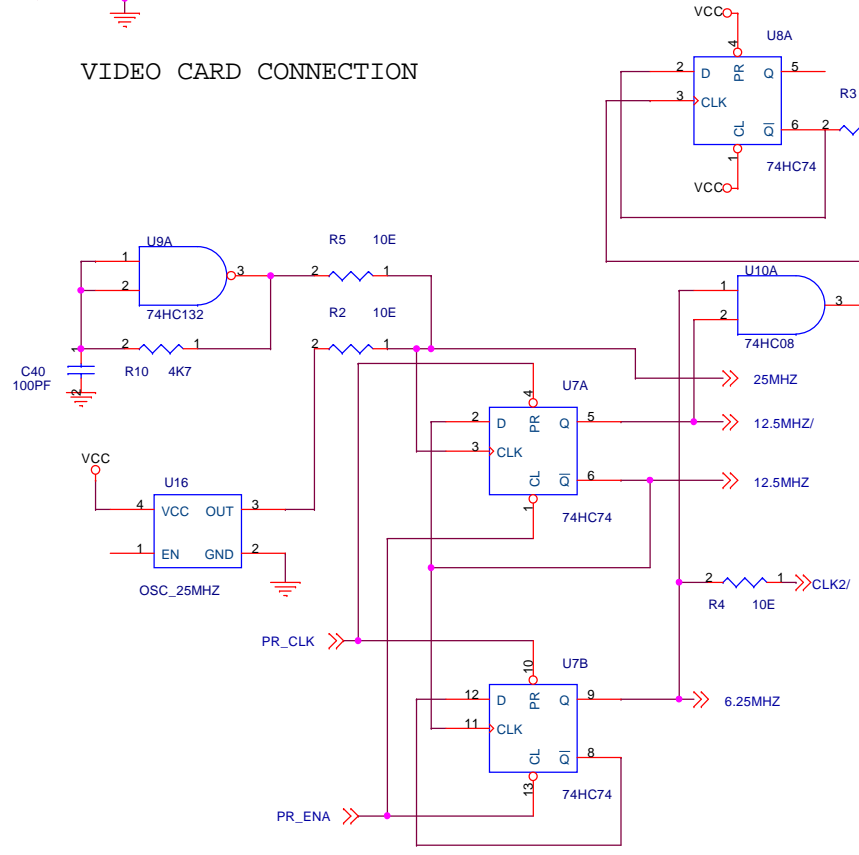 VCC
U8A
4
2 D PR Q 5
3 CLK
R3
CL Q 6 2
1
74HC74
VCC
VIDEO CARD CONNECTION
U9A
1
2
3
74HC132
R5 10E
2 1
R2 10E
2 1
U10A
1
2
3
74HC08
1
2 1
R10 4K7
C40
100PF
2
25MHZ
U7A
4
2 D PR Q 5
12.5MHZ/
3 CLK
CL Q 6
12.5MHZ
1
74HC74
VCC
U16
4 VCC OUT 3
1 EN GND 2
OSC_25MHZ
2 1
CLK2/
R4 10E
PR_CLK
U7B
10
12 D PR Q 9
6.25MHZ
11 CLK
CL Q 8
13
74HC74
PR_ENA